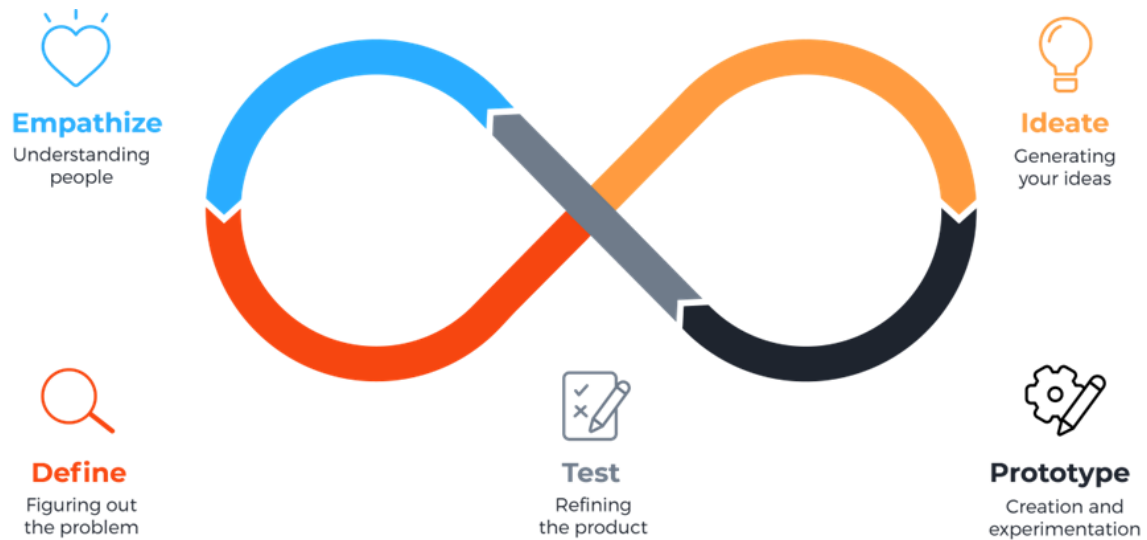 Empathize
Understanding
people
Ideate
Generating
your ideas
Define
Figuring out
the problem
Test
Refining
the product
Prototype
Creation and
experimentation